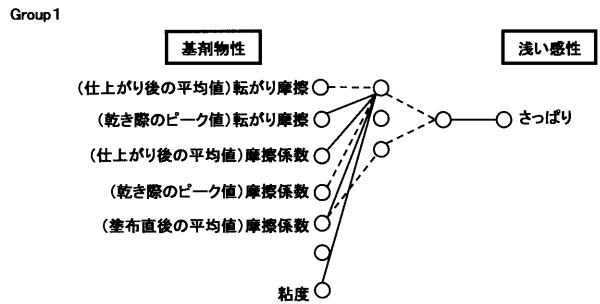 Group1
基剤物性
浅い感性
(仕上がり後の平均値)転がり摩擦
(乾き際のピーク値)転がり摩擦
さっぱり
(仕上がり後の平均値)摩擦係数
(乾き際のピーク値)摩擦係数
(塗布直後の平均値)摩擦係数
粘度